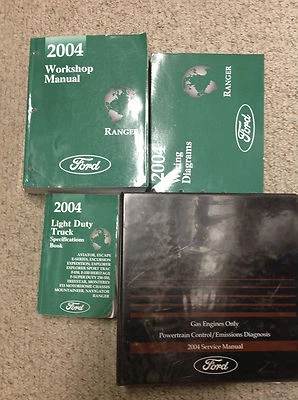 2004
Workshop
Manual
RANGER
Ford
2004
Wiring
Diagrams
RANGER
Ford
2004
Light Duty
Truck
Specifications
Book
AVIATOR, ESCAPE
E-SERIES, EXCURSION
EXPEDITION, EXPLORER
EXPLORER SPORT TRAC
F-150, F-150 HERITAGE
F-SUPER DUTY 250-550,
FREESTAR, MONTEREY
F53 MOTORHOME CHASSIS
MOUNTAINEER, NAVIGATOR
RANGER
Ford
Gas Engines Only
Powertrain Control/Emissions Diagnosis
2004 Service Manual
Ford